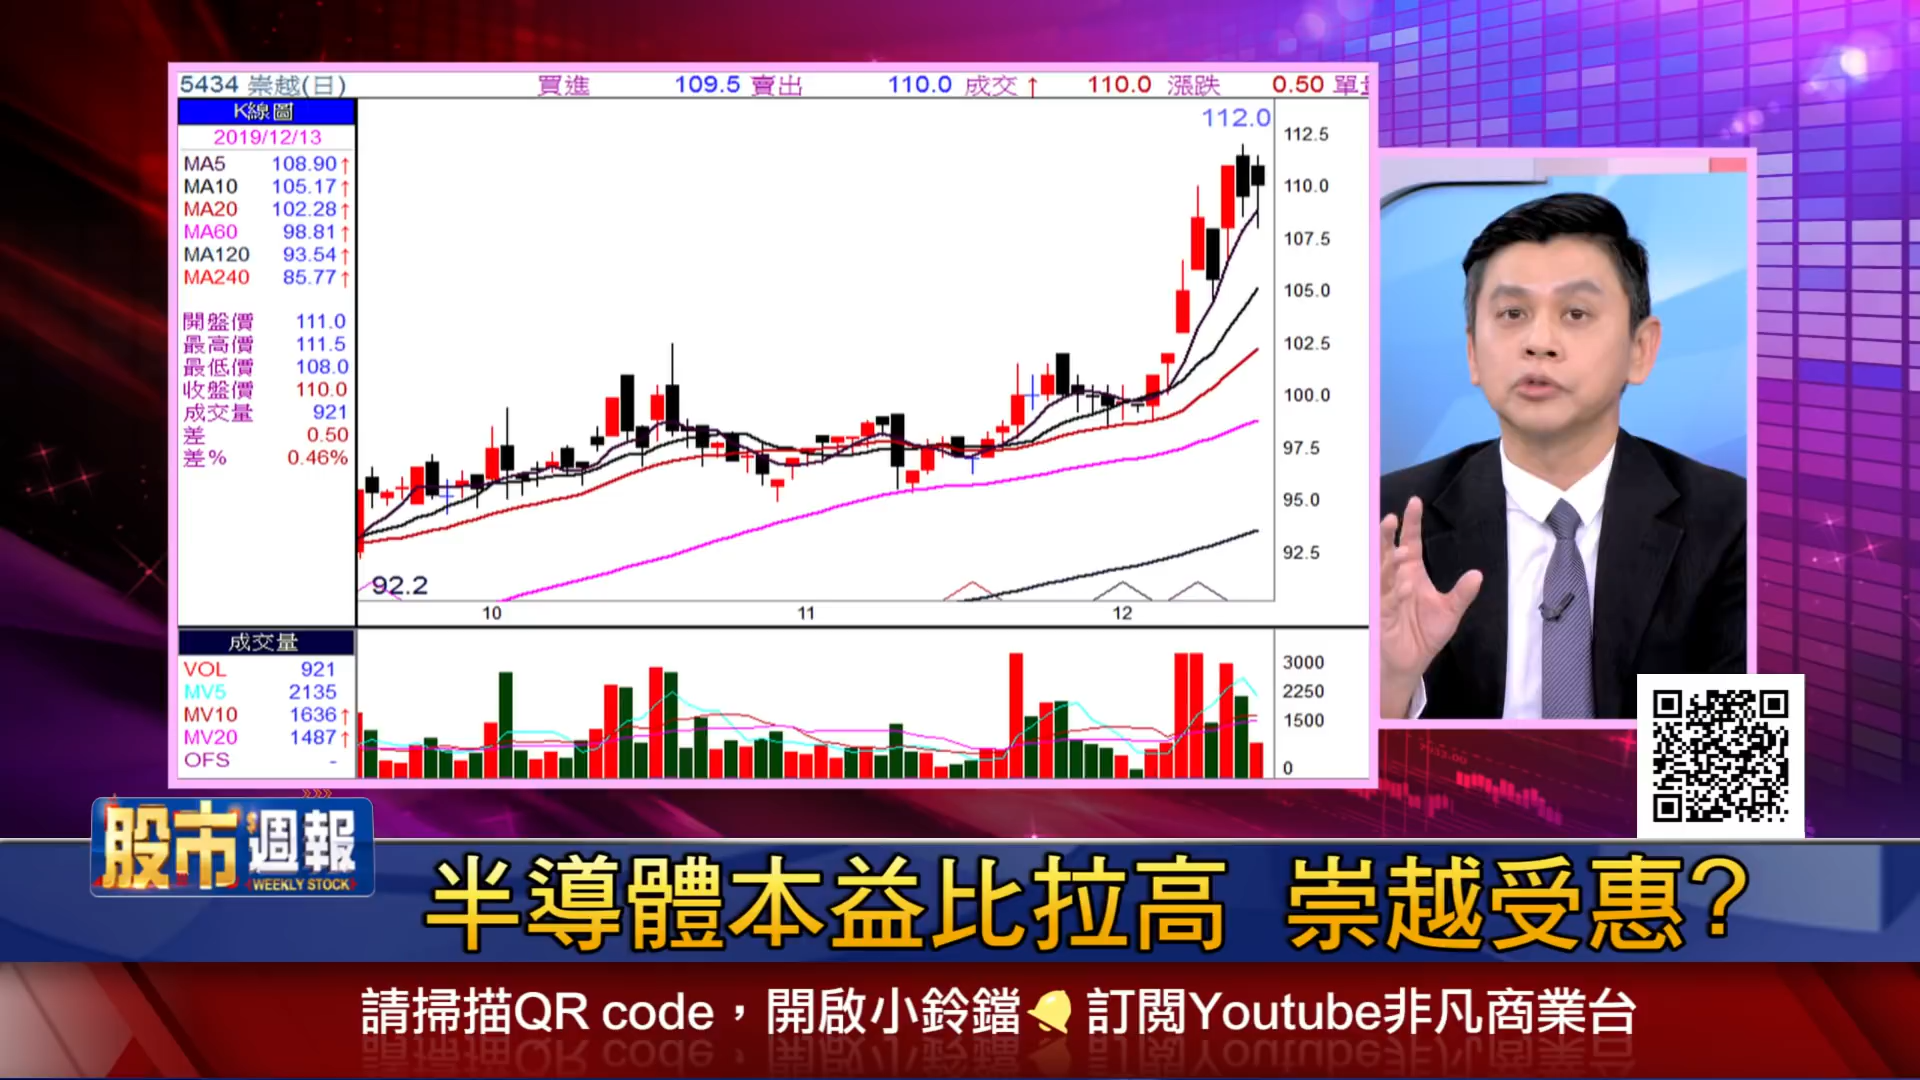 5434 崇越(日) 買進 109.5 賣出 110.0 成交↑ 110.0 漲跌 0.50 單
K線圖
2019/12/13
MA5 108.90↑
MA10 105.17↑
MA20 102.28↑
MA60 98.81↑
MA120 93.54↑
MA240 85.77↑
開盤價 111.0
最高價 111.5
最低價 108.0
收盤價 110.0
成交量 921
差 0.50
差% 0.46%
112.0
112.5
110.0
107.5
105.0
102.5
100.0
97.5
95.0
92.5
92.2
10 11 12
成交量
VOL 921
MV5 2135
MV10 1636↑
MV20 1487↑
OFS -
3000
2250
1500
0
股市週報
WEEKLY STOCK
半導體本益比拉高 崇越受惠?
請掃描QR code，開啟小鈴鐺🔔訂閱Youtube非凡商業台